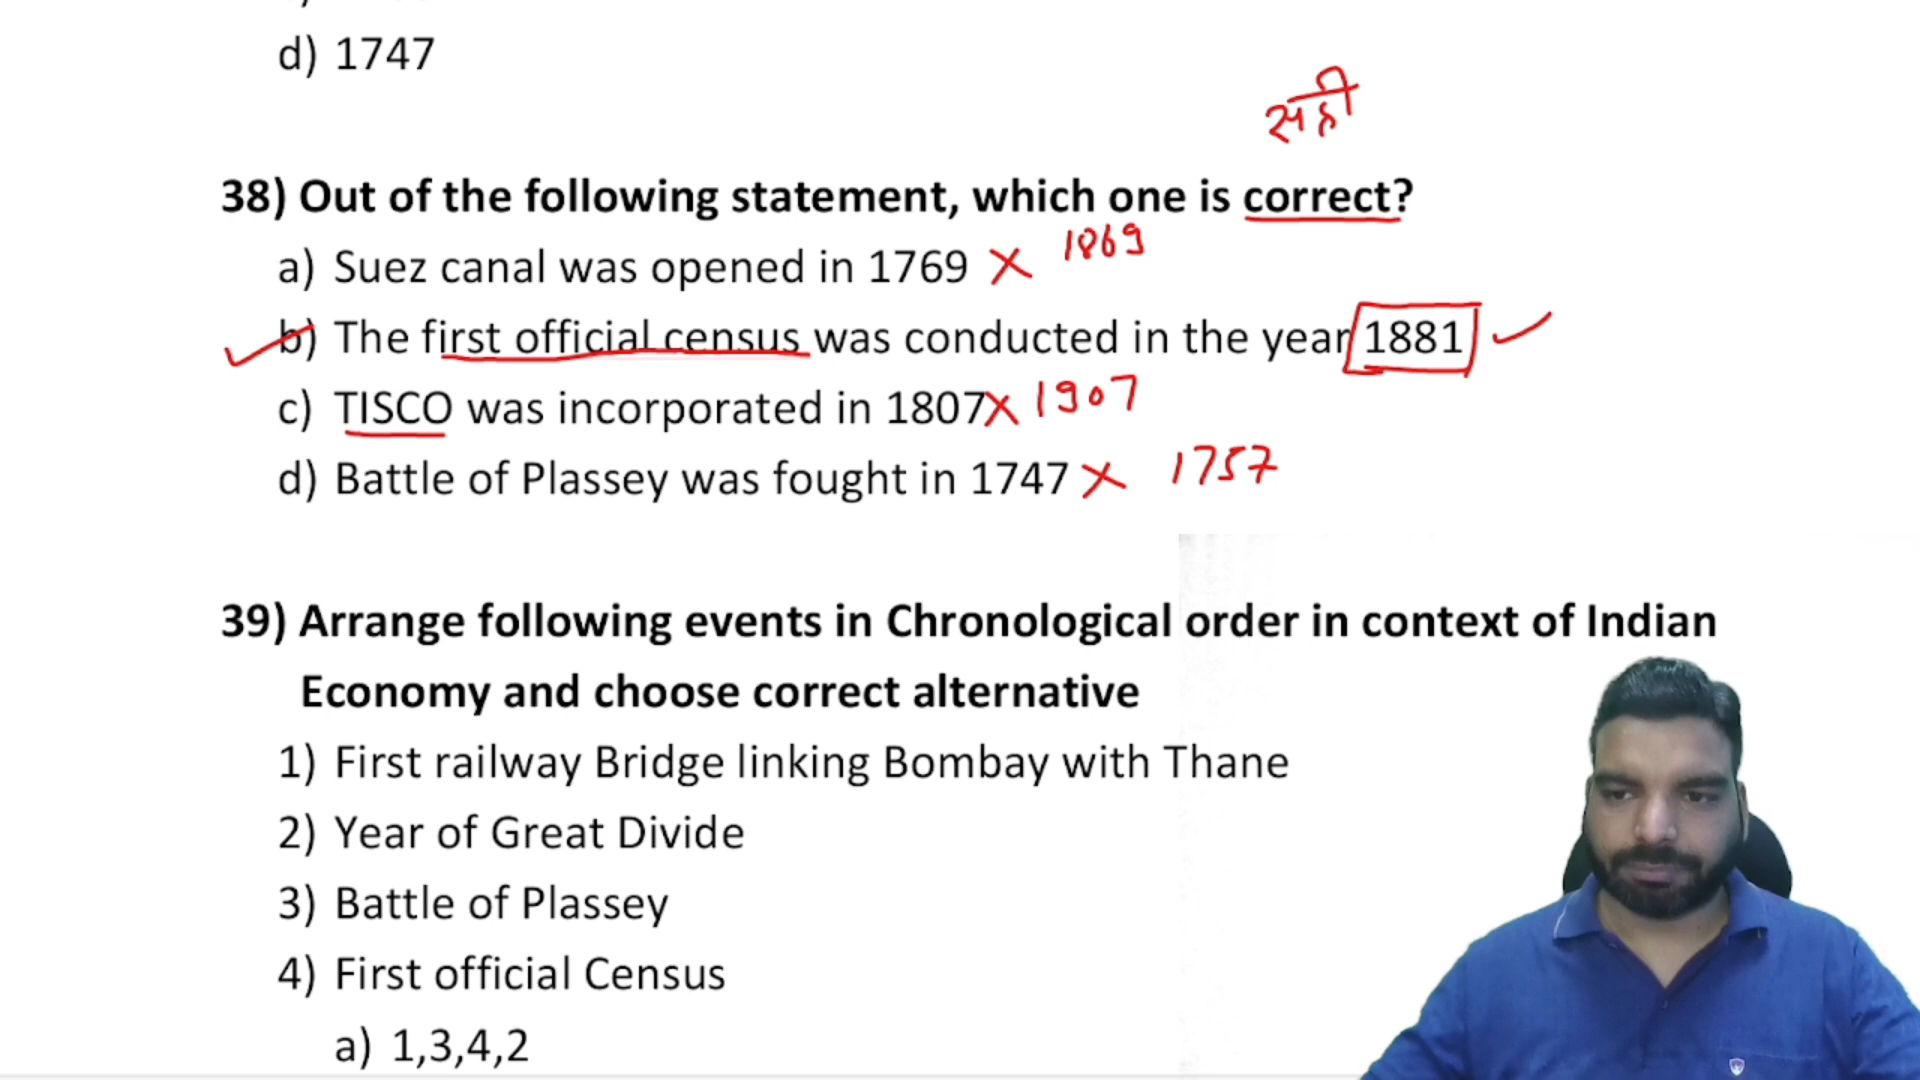 d) 1747
सही
38) Out of the following statement, which one is correct?
a) Suez canal was opened in 1769 X 1869
b) The first official census was conducted in the year 1881
c) TISCO was incorporated in 1807 X 1907
d) Battle of Plassey was fought in 1747 X 1757
39) Arrange following events in Chronological order in context of Indian
Economy and choose correct alternative
1) First railway Bridge linking Bombay with Thane
2) Year of Great Divide
3) Battle of Plassey
4) First official Census
a) 1,3,4,2